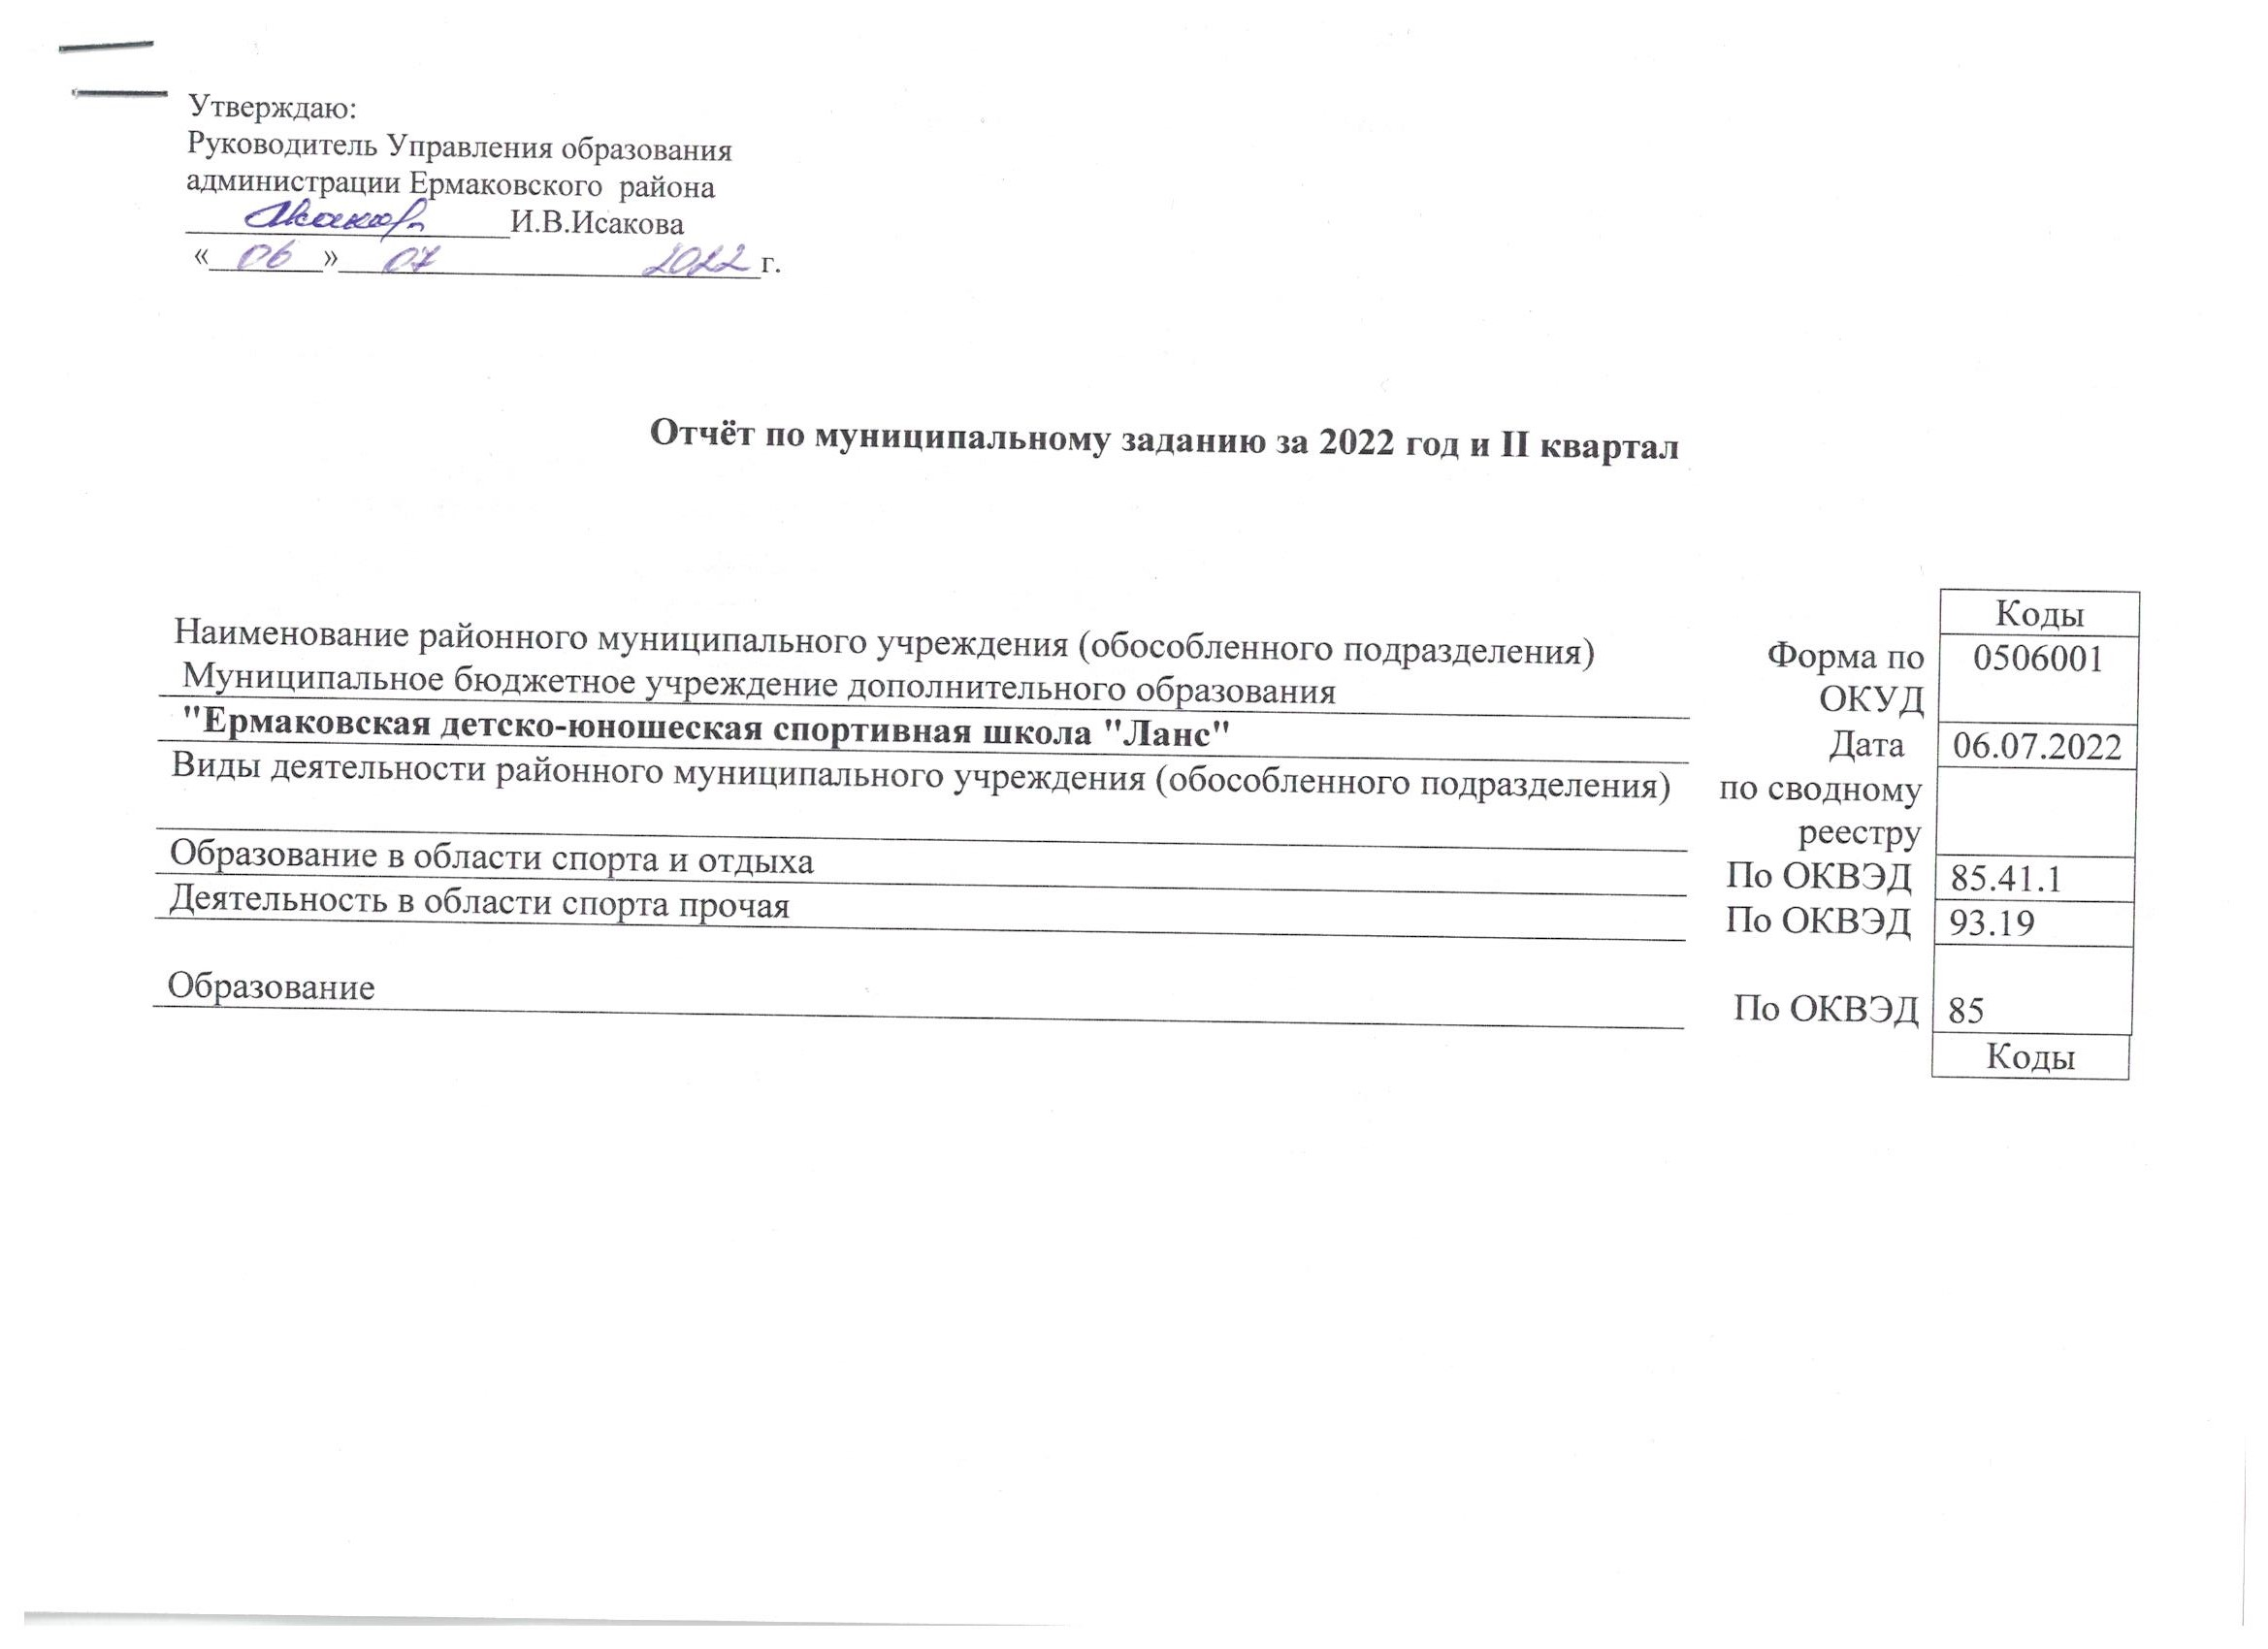 Утверждаю:
Руководитель Управления образования
администрации Ермаковского района
Исакова И.В.Исакова
«06» 07 2022 г.
Отчёт по муниципальному заданию за 2022 год и II квартал
Коды
Наименование районного муниципального учреждения (обособленного подразделения) Форма по 0506001
Муниципальное бюджетное учреждение дополнительного образования ОКУД
"Ермаковская детско-юношеская спортивная школа "Ланс" Дата 06.07.2022
Виды деятельности районного муниципального учреждения (обособленного подразделения) по сводному
реестру
Образование в области спорта и отдыха По ОКВЭД 85.41.1
Деятельность в области спорта прочая По ОКВЭД 93.19
Образование По ОКВЭД 85
Коды